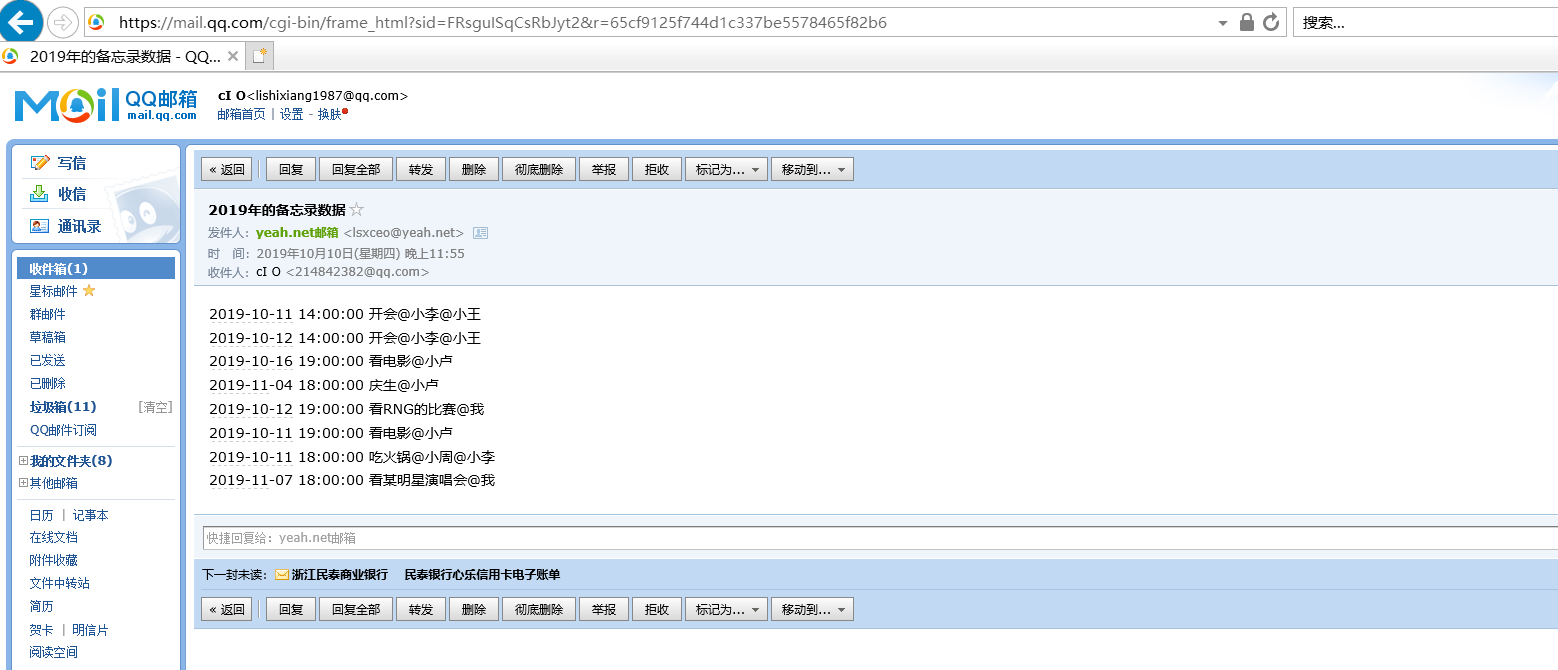 https://mail.qq.com/cgi-bin/frame_html?sid=FRsguISqCsRbJyt2&r=65cf9125f744d1c337be5578465f82b6
搜索...
2019年的备忘录数据 - QQ...
Mail QQ邮箱
mail.qq.com
cI O<lishixiang1987@qq.com>
邮箱首页 | 设置 - 换肤
写信
收信
通讯录
收件箱(1)
星标邮件
群邮件
草稿箱
已发送
已删除
垃圾箱(11) [清空]
QQ邮件订阅
我的文件夹(8)
其他邮箱
日历 | 记事本
在线文档
附件收藏
文件中转站
简历
贺卡 | 明信片
阅读空间
« 返回 回复 回复全部 转发 删除 彻底删除 举报 拒收 标记为... 移动到...
2019年的备忘录数据
发件人: yeah.net邮箱 <lsxceo@yeah.net>
时 间: 2019年10月10日(星期四) 晚上11:55
收件人: cI O <214842382@qq.com>
2019-10-11 14:00:00 开会@小李@小王
2019-10-12 14:00:00 开会@小李@小王
2019-10-16 19:00:00 看电影@小卢
2019-11-04 18:00:00 庆生@小卢
2019-10-12 19:00:00 看RNG的比赛@我
2019-10-11 19:00:00 看电影@小卢
2019-10-11 18:00:00 吃火锅@小周@小李
2019-11-07 18:00:00 看某明星演唱会@我
快捷回复给: yeah.net邮箱
下一封未读: 浙江民泰商业银行 民泰银行心乐信用卡电子账单
« 返回 回复 回复全部 转发 删除 彻底删除 举报 拒收 标记为... 移动到...